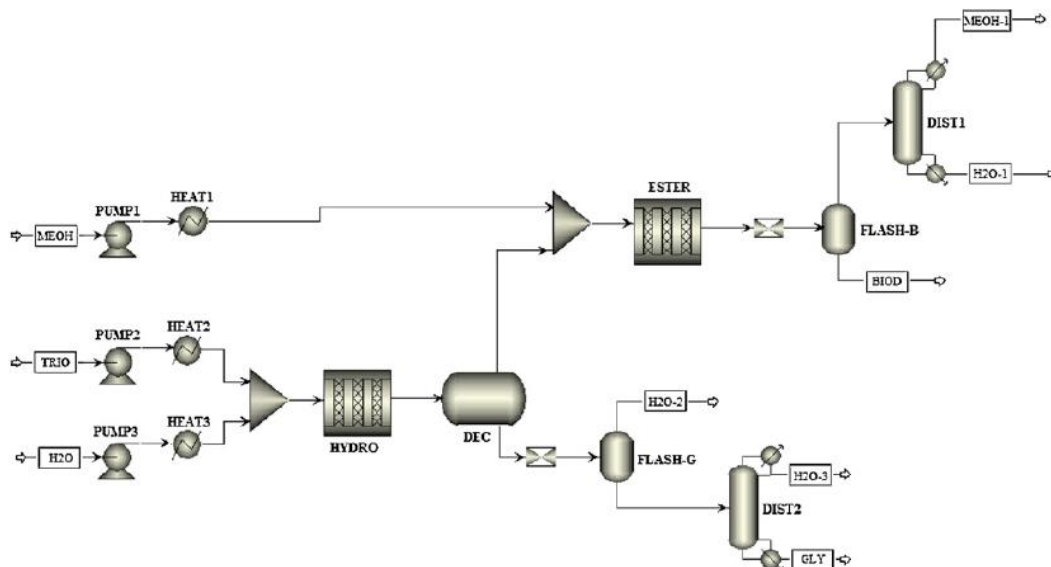 MEOH-1
DIST1
H2O-1
ESTER
PUMP1
HEAT1
MEOH
FLASH-B
BIOD
PUMP2
HEAT2
TRIO
HYDRO
DEC
H2O-2
PUMP3
HEAT3
H2O
FLASH-G
H2O-3
DIST2
GLY